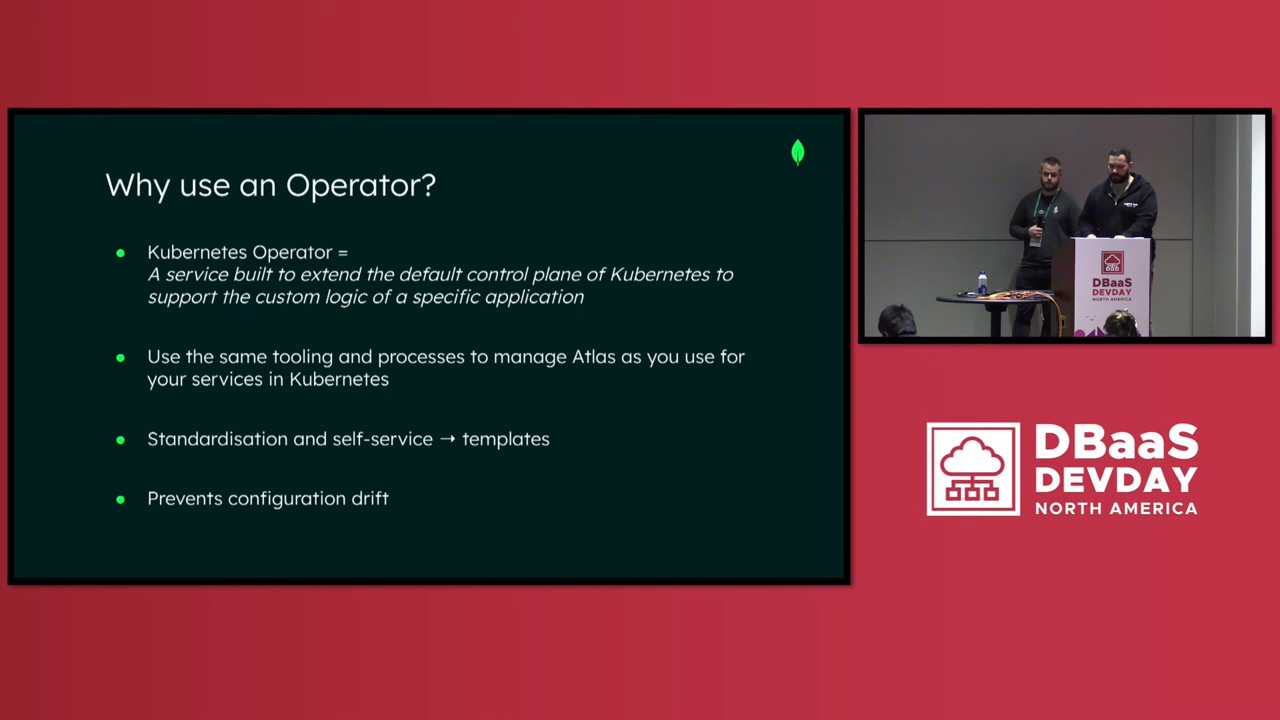 Why use an Operator?
● Kubernetes Operator =
A service built to extend the default control plane of Kubernetes to
support the custom logic of a specific application
● Use the same tooling and processes to manage Atlas as you use for
your services in Kubernetes
● Standardisation and self-service → templates
● Prevents configuration drift
DBaaS
DEVDAY
NORTH AMERICA
DBaaS
DEVDAY
NORTH AMERICA